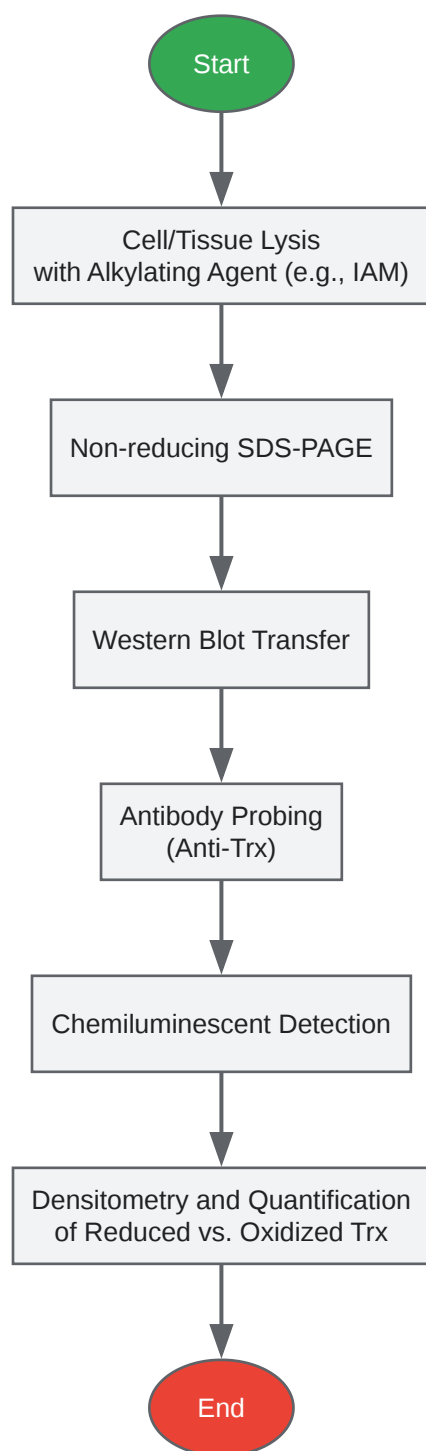 Start
Cell/Tissue Lysis
with Alkylating Agent (e.g., IAM)
Non-reducing SDS-PAGE
Western Blot Transfer
Antibody Probing
(Anti-Trx)
Chemiluminescent Detection
Densitometry and Quantification
of Reduced vs. Oxidized Trx
End